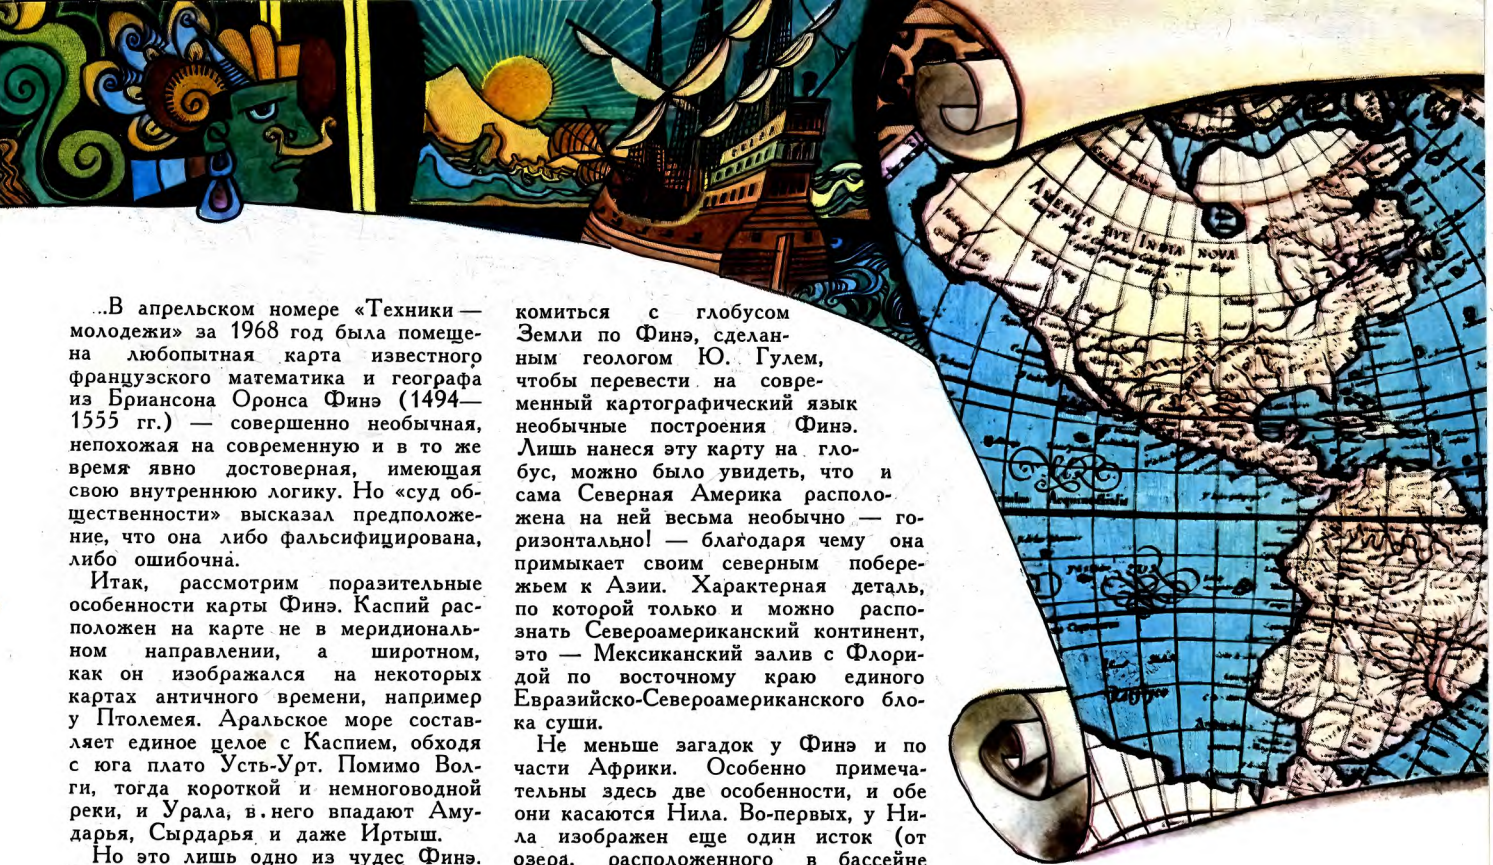 ...В апрельском номере «Техники —
молодежи» за 1968 год была помеще-
на любопытная карта известного
французского математика и географа
из Бриансона Оронса Финэ (1494—
1555 гг.) — совершенно необычная,
непохожая на современную и в то же
время явно достоверная, имеющая
свою внутреннюю логику. Но «суд об-
щественности» высказал предположе-
ние, что она либо фальсифицирована,
либо ошибочна.
Итак, рассмотрим поразительные
особенности карты Финэ. Каспий рас-
положен на карте не в меридиональ-
ном направлении, а широтном,
как он изображался на некоторых
картах античного времени, например
у Птолемея. Аральское море состав-
ляет единое целое с Каспием, обходя
с юга плато Усть-Урт. Помимо Вол-
ги, тогда короткой и немноговодной
реки, и Урала, в него впадают Аму-
дарья, Сырдарья и даже Иртыш.
Но это лишь одно из чудес Финэ.
комиться с глобусом
Земли по Финэ, сделан-
ным геологом Ю. Гулем,
чтобы перевести на совре-
менный картографический язык
необычные построения Финэ.
Лишь нанеся эту карту на гло-
бус, можно было увидеть, что и
сама Северная Америка располо-
жена на ней весьма необычно — го-
ризонтально! — благодаря чему она
примыкает своим северным побере-
жьем к Азии. Характерная деталь,
по которой только и можно распо-
знать Североамериканский континент,
это — Мексиканский залив с Флори-
дой по восточному краю единого
Евразийско-Североамериканского бло-
ка суши.
Не меньше загадок у Финэ и по
части Африки. Особенно примеча-
тельны здесь две особенности, и обе
они касаются Нила. Во-первых, у Ни-
ла изображен еще один исток (от
озера, расположенного в бассейне
AMERICA SIVE INDIA NOVA